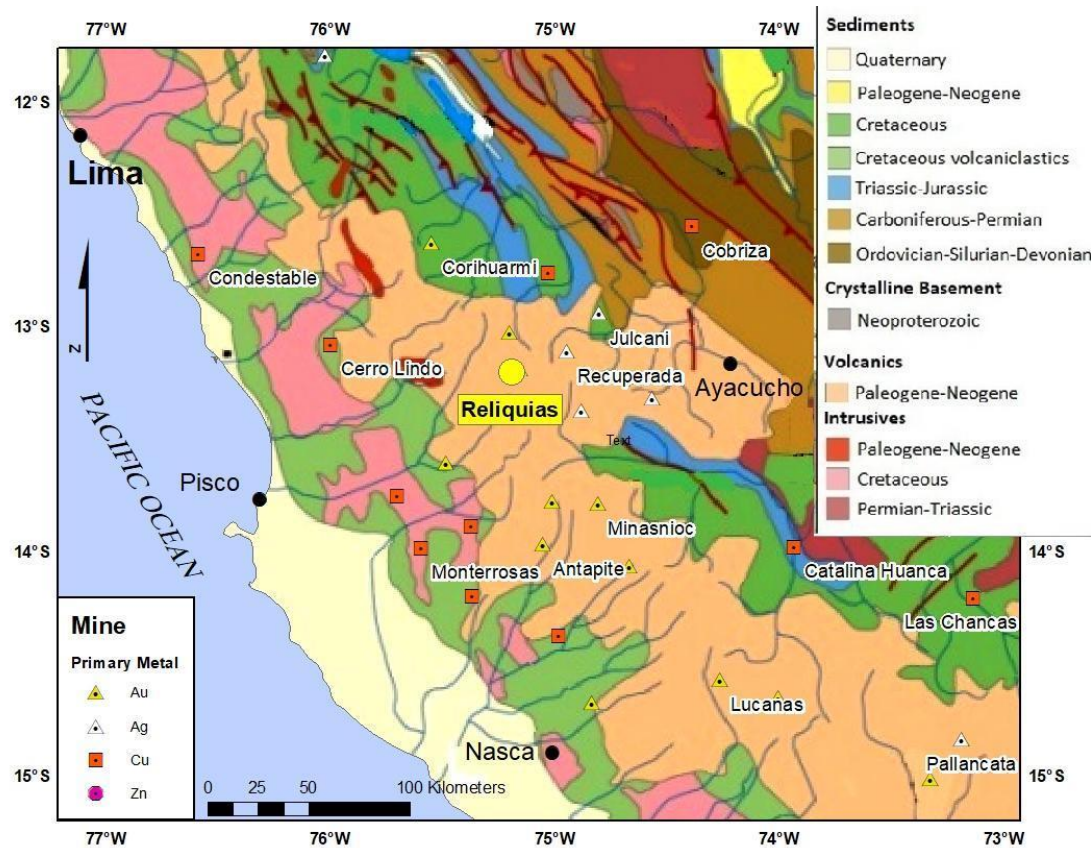 77°W
76°W
75°W
74°W
12°S
13°S
14°S
15°S
Lima
Condestable
Corihuarmi
Cobriza
Julcani
Cerro Lindo
Recuperada
Ayacucho
Reliquias
Text
PACIFIC OCEAN
Pisco
Minasnioc
Monterrosas
Antapite
Catalina Huanca
Las Chancas
Lucanas
Nasca
Pallancata
N
Sediments
Quaternary
Paleogene-Neogene
Cretaceous
Cretaceous volcaniclastics
Triassic-Jurassic
Carboniferous-Permian
Ordovician-Silurian-Devonian
Crystalline Basement
Neoproterozoic
Volcanics
Paleogene-Neogene
Intrusives
Paleogene-Neogene
Cretaceous
Permian-Triassic
14°S
15°S
Mine
Primary Metal
Au
Ag
Cu
Zn
0 25 50 100 Kilometers
77°W
76°W
75°W
74°W
73°W